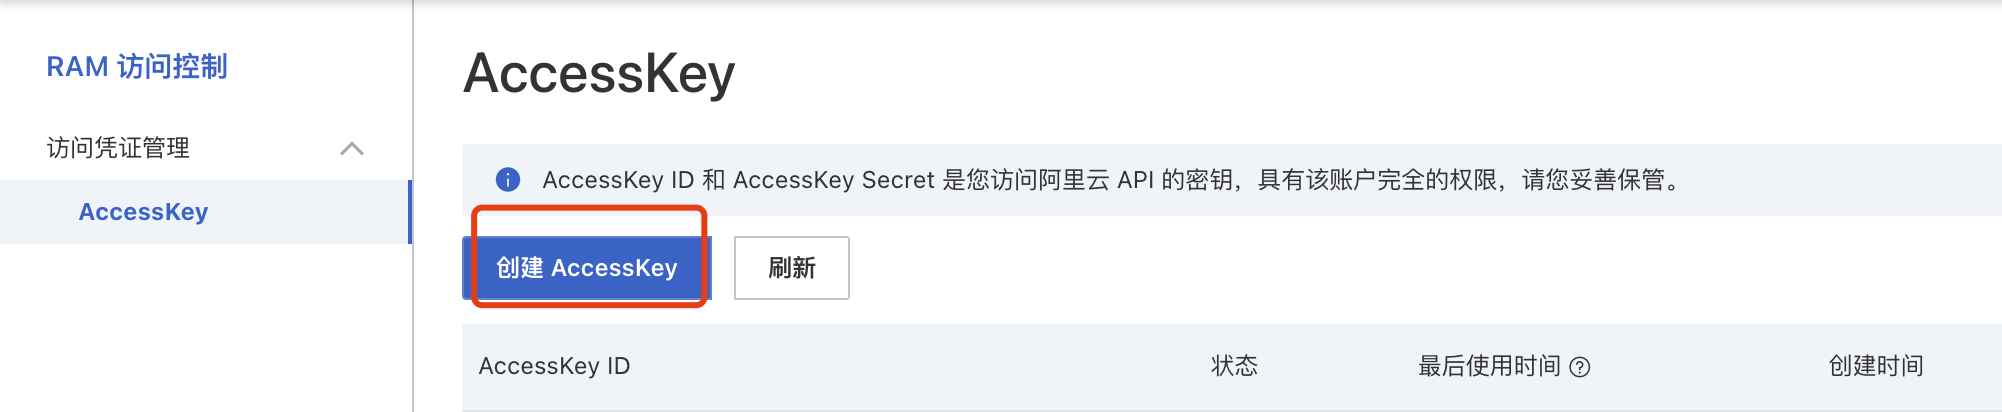 RAM 访问控制
访问凭证管理
AccessKey
AccessKey
AccessKey ID 和 AccessKey Secret 是您访问阿里云 API 的密钥，具有该账户完全的权限，请您妥善保管。
创建 AccessKey 刷新
AccessKey ID 状态 最后使用时间 创建时间